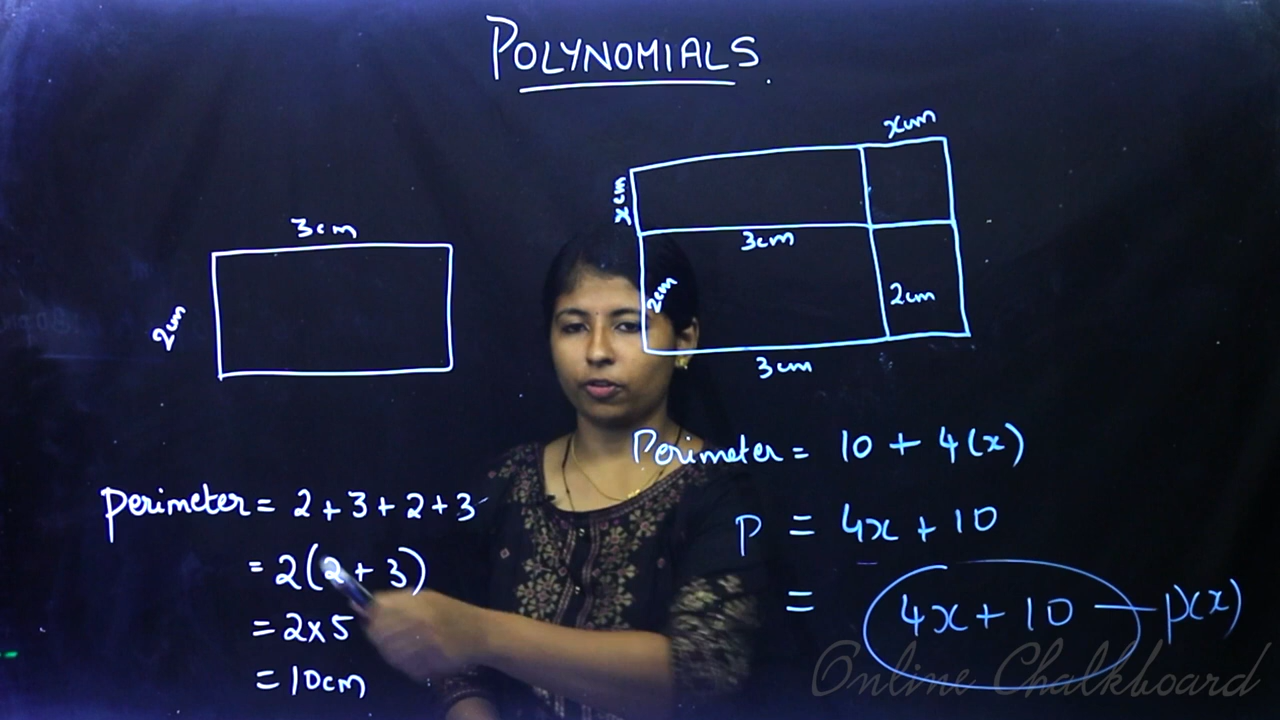 POLYNOMIALS
3cm
2cm
xcm
xcm
3cm
2cm
2cm
3cm
Perimeter = 2 + 3 + 2 + 3
= 2(2 + 3)
= 2x5
= 10cm
Perimeter = 10 + 4(x)
P = 4x + 10
= 4x + 10 — p(x)
Online Chalkboard